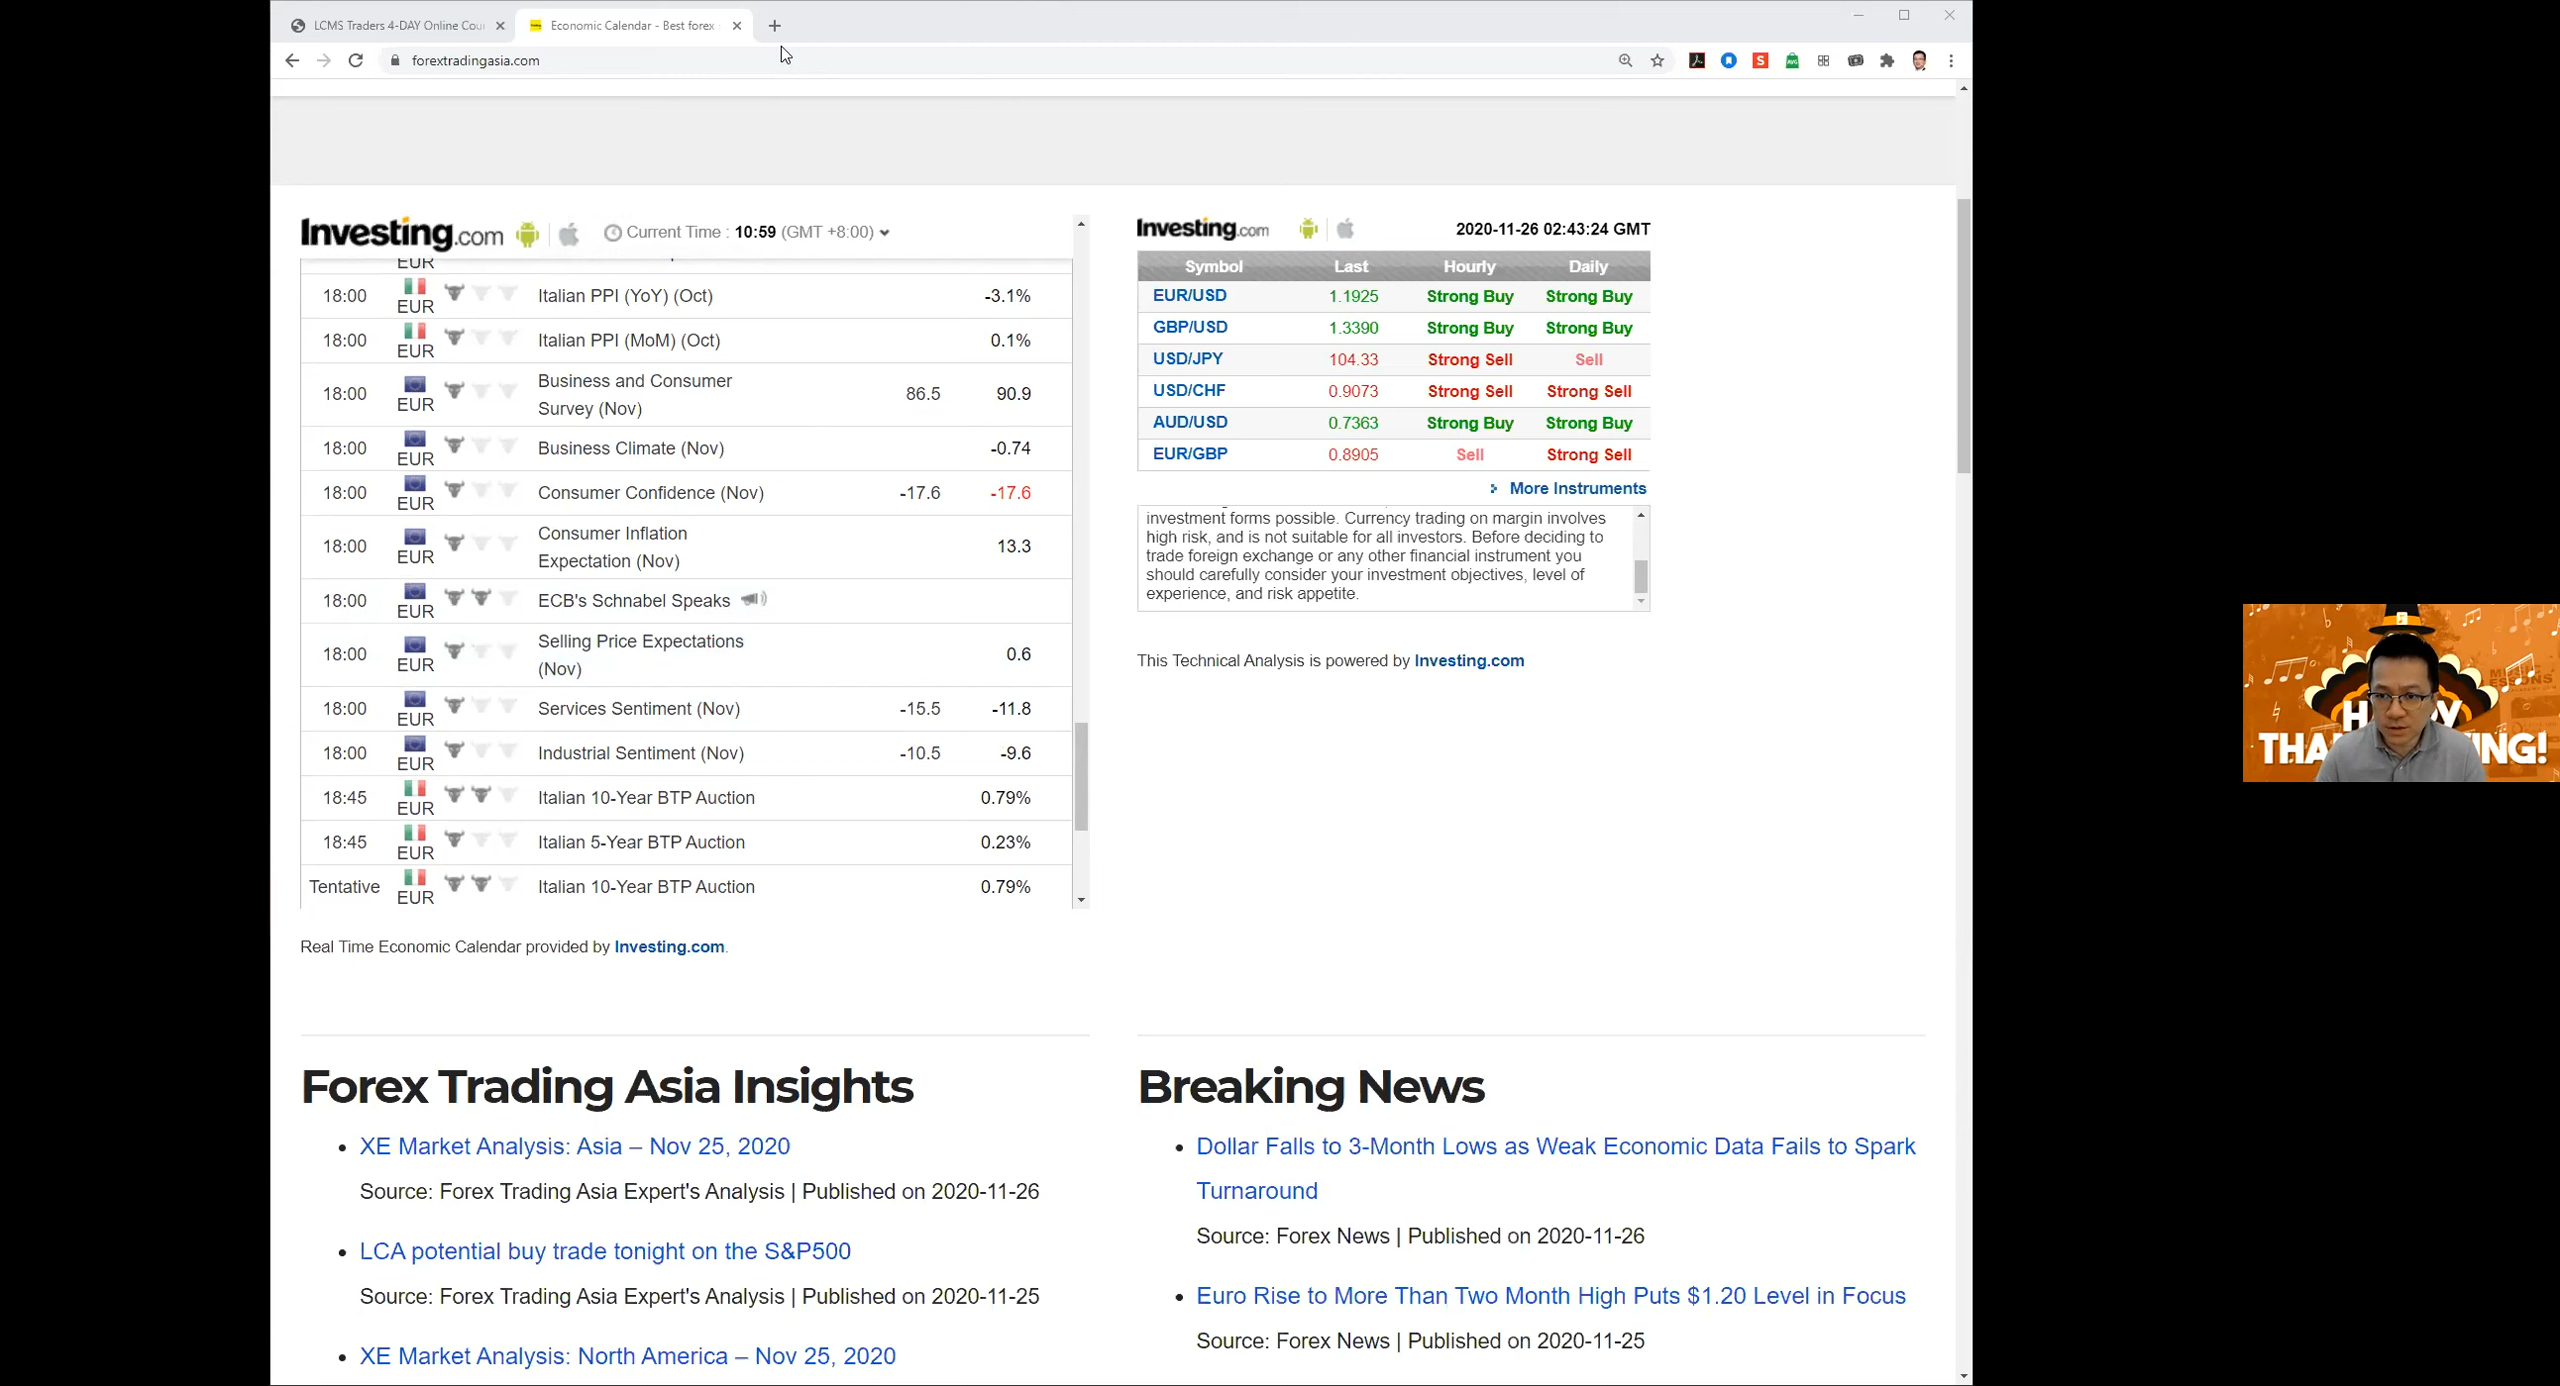 LCMS Traders 4-DAY Online Cou
Economic Calendar - Best forex
forextradingasia.com
Investing.com
Current Time : 10:59 (GMT +8:00)
EUR
18:00 EUR Italian PPI (YoY) (Oct) -3.1%
18:00 EUR Italian PPI (MoM) (Oct) 0.1%
18:00 EUR Business and Consumer
Survey (Nov) 86.5 90.9
18:00 EUR Business Climate (Nov) -0.74
18:00 EUR Consumer Confidence (Nov) -17.6 -17.6
18:00 EUR Consumer Inflation
Expectation (Nov) 13.3
18:00 EUR ECB's Schnabel Speaks
18:00 EUR Selling Price Expectations
(Nov) 0.6
18:00 EUR Services Sentiment (Nov) -15.5 -11.8
18:00 EUR Industrial Sentiment (Nov) -10.5 -9.6
18:45 EUR Italian 10-Year BTP Auction 0.79%
18:45 EUR Italian 5-Year BTP Auction 0.23%
Tentative EUR Italian 10-Year BTP Auction 0.79%
Real Time Economic Calendar provided by Investing.com.
Investing.com
2020-11-26 02:43:24 GMT
Symbol Last Hourly Daily
EUR/USD 1.1925 Strong Buy Strong Buy
GBP/USD 1.3390 Strong Buy Strong Buy
USD/JPY 104.33 Strong Sell Sell
USD/CHF 0.9073 Strong Sell Strong Sell
AUD/USD 0.7363 Strong Buy Strong Buy
EUR/GBP 0.8905 Sell Strong Sell
More Instruments
investment forms possible. Currency trading on margin involves
high risk, and is not suitable for all investors. Before deciding to
trade foreign exchange or any other financial instrument you
should carefully consider your investment objectives, level of
experience, and risk appetite.
This Technical Analysis is powered by Investing.com
Forex Trading Asia Insights
XE Market Analysis: Asia – Nov 25, 2020
Source: Forex Trading Asia Expert's Analysis | Published on 2020-11-26
LCA potential buy trade tonight on the S&P500
Source: Forex Trading Asia Expert's Analysis | Published on 2020-11-25
XE Market Analysis: North America – Nov 25, 2020
Breaking News
Dollar Falls to 3-Month Lows as Weak Economic Data Fails to Spark
Turnaround
Source: Forex News | Published on 2020-11-26
Euro Rise to More Than Two Month High Puts $1.20 Level in Focus
Source: Forex News | Published on 2020-11-25